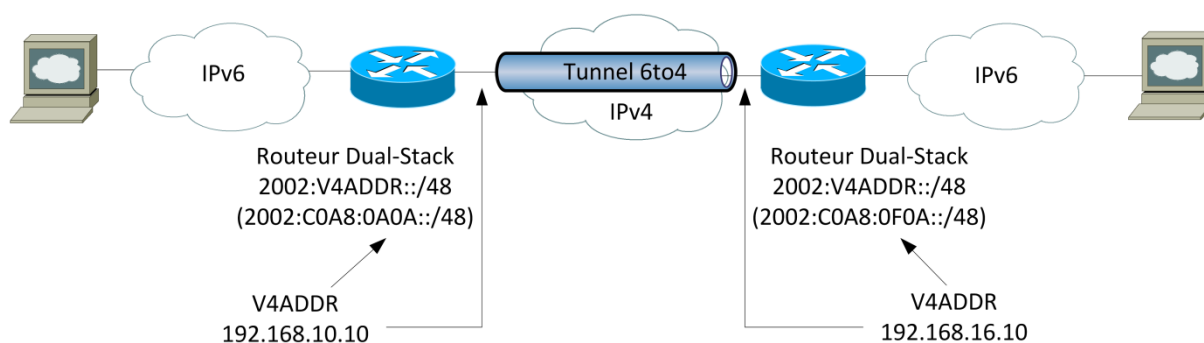 IPv6
Tunnel 6to4
IPv4
IPv6
Routeur Dual-Stack
2002:V4ADDR::/48
(2002:C0A8:0A0A::/48)
Routeur Dual-Stack
2002:V4ADDR::/48
(2002:C0A8:0F0A::/48)
V4ADDR
192.168.10.10
V4ADDR
192.168.16.10